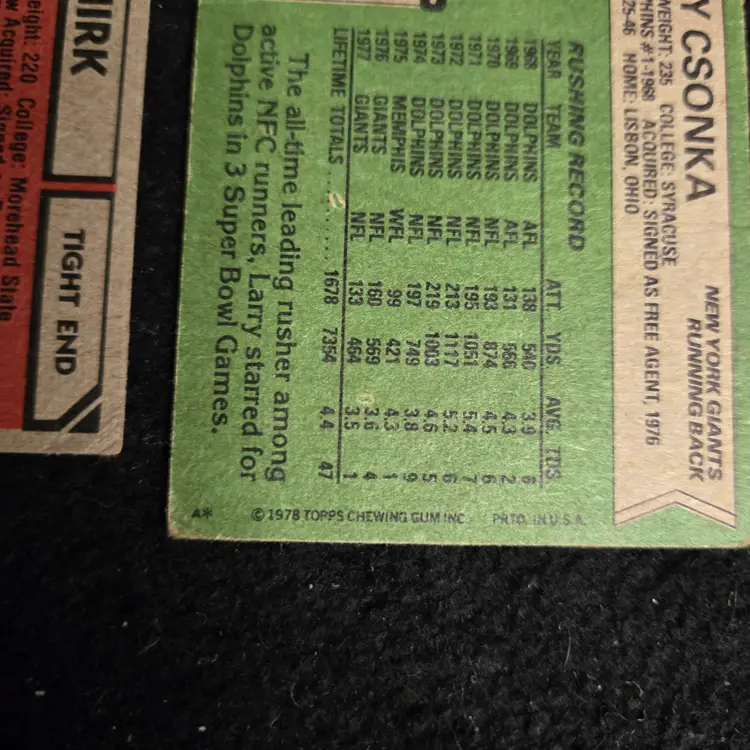 Y CSONKA
NEW YORK GIANTS
RUNNING BACK
WEIGHT: 235 COLLEGE: SYRACUSE
HINS #1-1968 ACQUIRED: SIGNED AS FREE AGENT, 1976
25-46 HOME: LISBON, OHIO
RUSHING RECORD
YEAR TEAM ATT. YDS. AVG. TDS.
1968 DOLPHINS AFL 138 540 3.9 6
1969 DOLPHINS AFL 131 566 4.3 2
1970 DOLPHINS NFL 193 874 4.5 6
1971 DOLPHINS NFL 195 1051 5.4 7
1972 DOLPHINS NFL 213 1117 5.2 6
1973 DOLPHINS NFL 219 1003 4.6 5
1974 DOLPHINS NFL 197 749 3.8 9
1975 MEMPHIS WFL 99 421 4.3 1
1976 GIANTS NFL 160 569 3.6 4
1977 GIANTS NFL 133 464 3.5 1
LIFETIME TOTALS .......... 1678 7354 4.4 47
The all-time leading rusher among
active NFC runners, Larry starred for
Dolphins in 3 Super Bowl Games.
A* © 1978 TOPPS CHEWING GUM INC. PRTD. IN U.S.A.
UIRK
TIGHT END
eight: 220 College: Morehead State
w Acquired: Signed